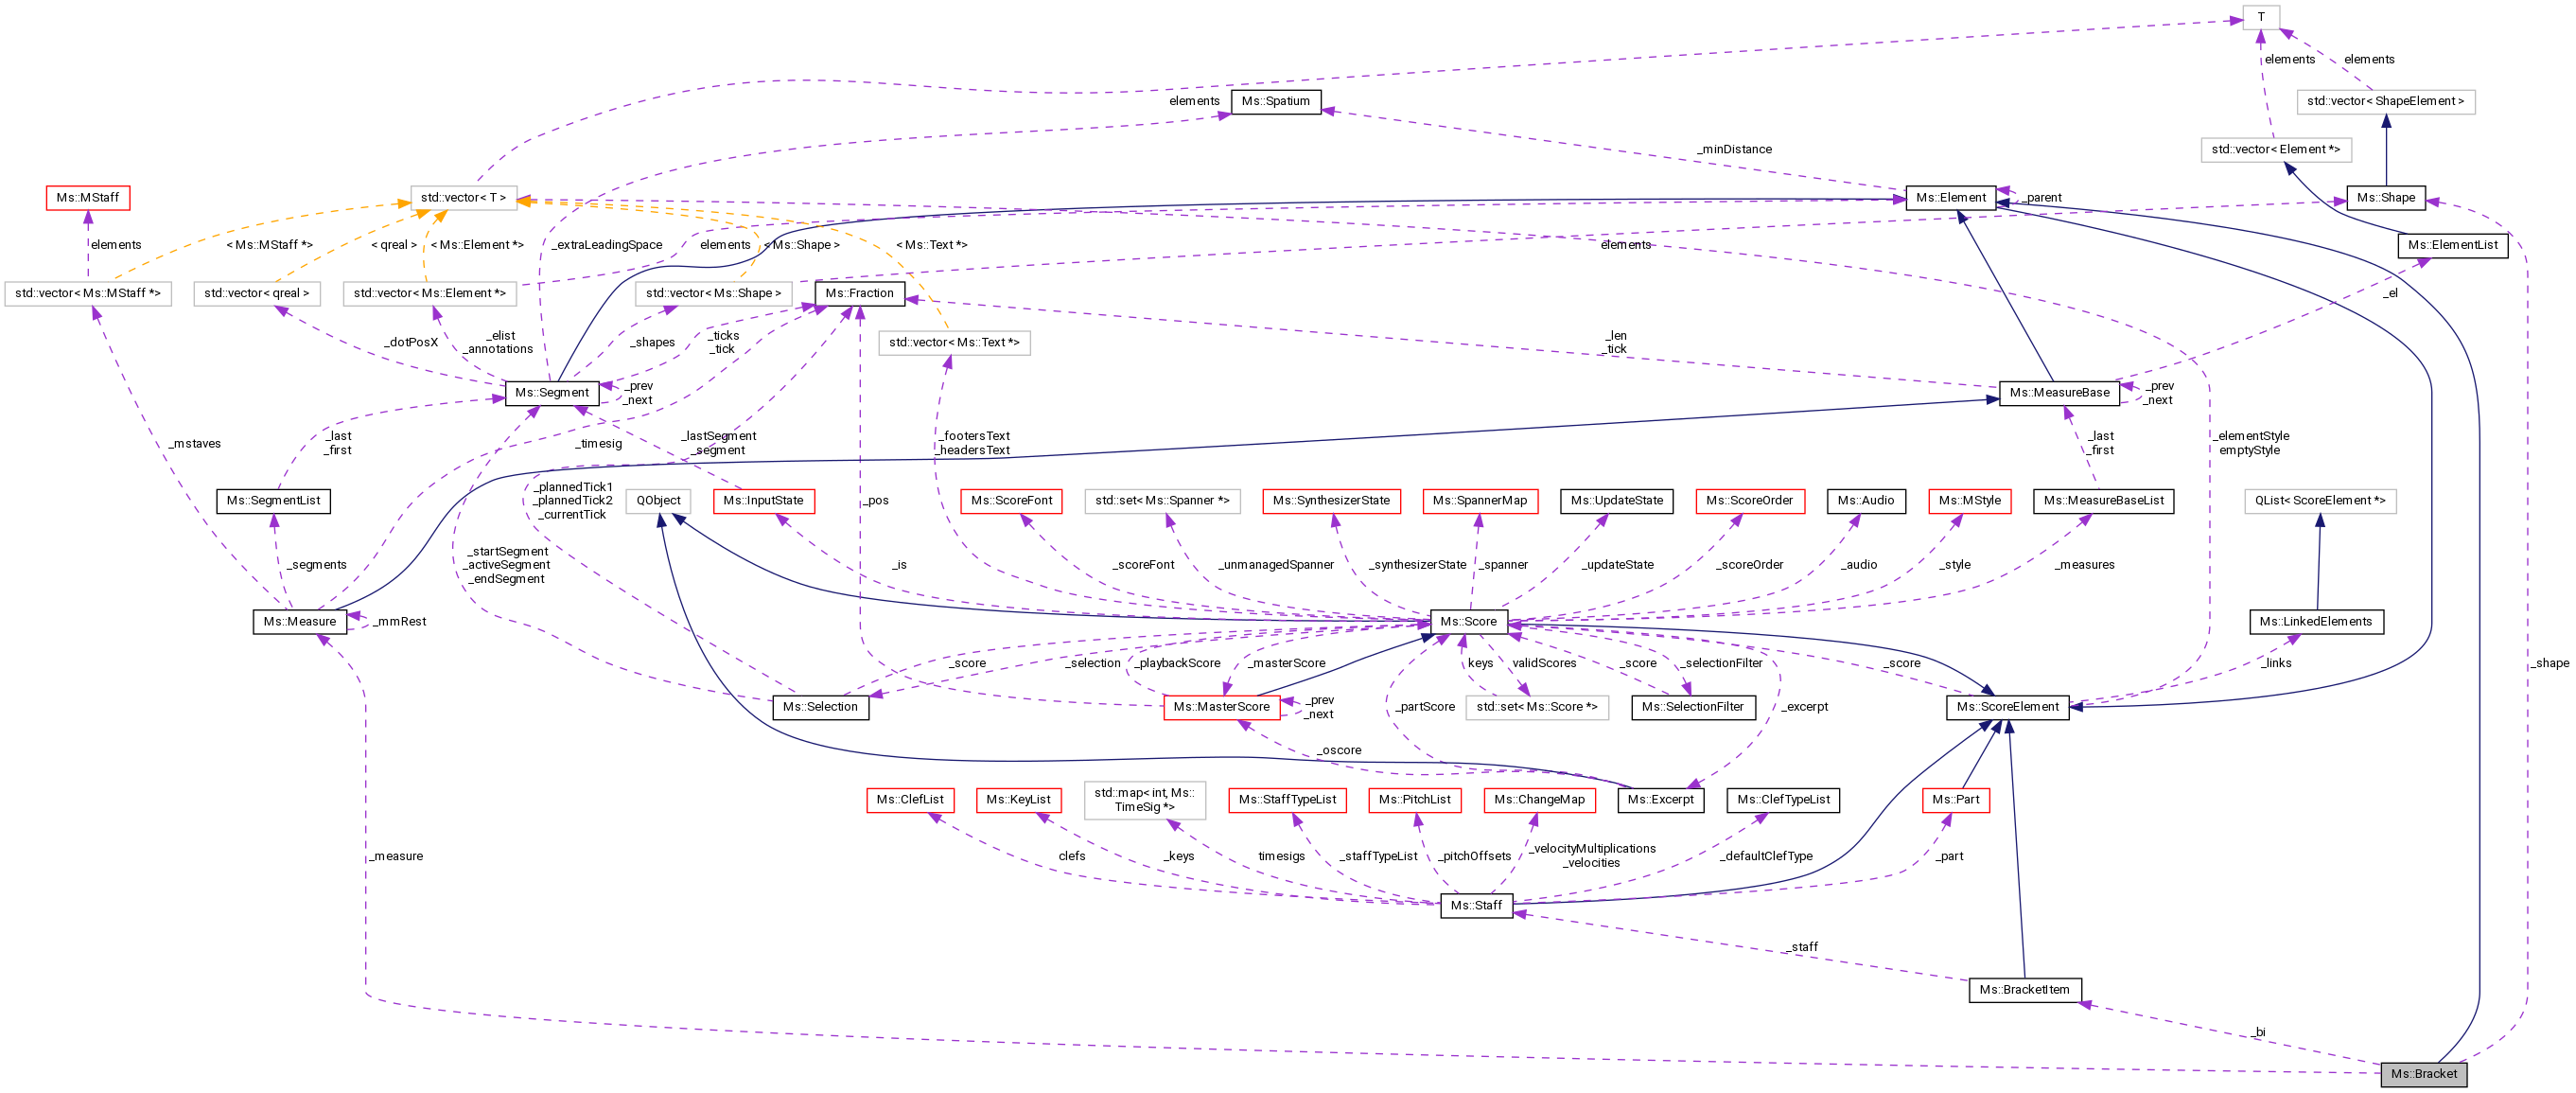 T
elements
elements
Ms::Spatium
elements
std::vector< ShapeElement >
_minDistance
std::vector< Element *>
Ms::MStaff
std::vector< T >
Ms::Element
_parent
Ms::Shape
elements
< Ms::MStaff *>
< qreal >
< Ms::Element *>
_extraLeadingSpace
elements
< Ms::Shape >
< Ms::Text *>
elements
Ms::ElementList
std::vector< Ms::MStaff *>
std::vector< qreal >
std::vector< Ms::Element *>
std::vector< Ms::Shape >
Ms::Fraction
_el
_dotPosX
_elist
_annotations
_shapes
_ticks
_tick
std::vector< Ms::Text *>
_len
_tick
Ms::Segment
_prev
_next
Ms::MeasureBase
_prev
_next
_mstaves
_last
_first
_timesig
_lastSegment
_segment
_footersText
_headersText
_last
_first
_elementStyle
emptyStyle
Ms::SegmentList
_plannedTick1
_plannedTick2
_currentTick
QObject
Ms::InputState
_pos
Ms::ScoreFont
std::set< Ms::Spanner *>
Ms::SynthesizerState
Ms::SpannerMap
Ms::UpdateState
Ms::ScoreOrder
Ms::Audio
Ms::MStyle
Ms::MeasureBaseList
QList< ScoreElement *>
_segments
_startSegment
_activeSegment
_endSegment
_is
_scoreFont
_unmanagedSpanner
_synthesizerState
_spanner
_updateState
_scoreOrder
_audio
_style
_measures
Ms::Measure
_mmRest
Ms::Score
Ms::LinkedElements
_score
_selection
_playbackScore
_masterScore
keys
validScores
_score
_selectionFilter
_score
_links
_shape
Ms::Selection
Ms::MasterScore
_prev
_next
_partScore
std::set< Ms::Score *>
Ms::SelectionFilter
_excerpt
Ms::ScoreElement
_oscore
Ms::ClefList
Ms::KeyList
std::map< int, Ms::
TimeSig *>
Ms::StaffTypeList
Ms::PitchList
Ms::ChangeMap
Ms::Excerpt
Ms::ClefTypeList
Ms::Part
_measure
clefs
_keys
timesigs
_staffTypeList
_pitchOffsets
_velocityMultiplications
_velocities
_defaultClefType
_part
Ms::Staff
_staff
Ms::BracketItem
_bi
Ms::Bracket